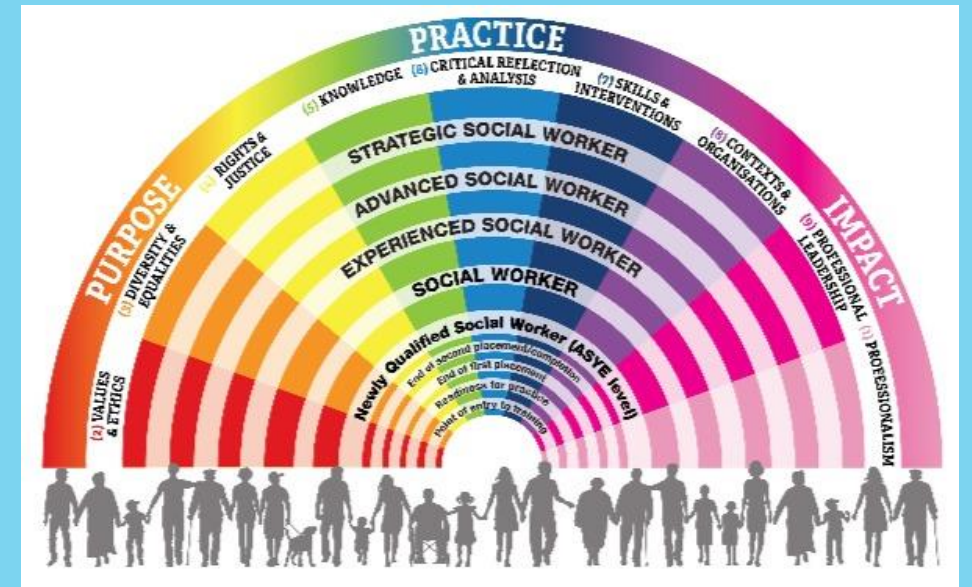 PRACTICE
PURPOSE
IMPACT
(2) VALUES
& ETHICS
(3) DIVERSITY &
EQUALITIES
(4) RIGHTS &
JUSTICE
(5) KNOWLEDGE
(6) CRITICAL REFLECTION
& ANALYSIS
(7) SKILLS &
INTERVENTIONS
(8) CONTEXTS &
ORGANISATIONS
(9) PROFESSIONAL
LEADERSHIP
(1) PROFESSIONALISM
STRATEGIC SOCIAL WORKER
ADVANCED SOCIAL WORKER
EXPERIENCED SOCIAL WORKER
SOCIAL WORKER
Newly Qualified Social Worker (ASYE level)
End of second placement/completion
End of first placement
Readiness for practice
Point of entry to training